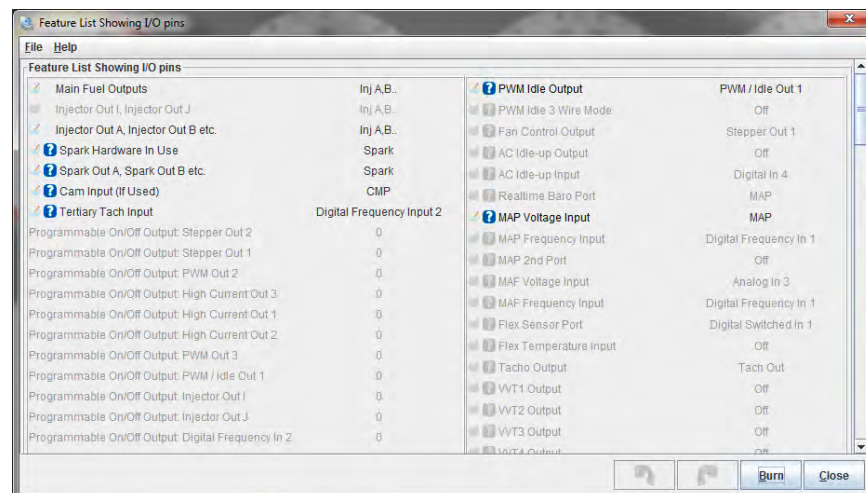 Feature List Showing I/O pins
File Help
Feature List Showing I/O pins
Main Fuel Outputs Inj A,B..
Injector Out I, Injector Out J Inj A,B..
Injector Out A, Injector Out B etc. Inj A,B..
Spark Hardware In Use Spark
Spark Out A, Spark Out B etc. Spark
Cam Input (If Used) CMP
Tertiary Tach Input Digital Frequency Input 2
Programmable On/Off Output: Stepper Out 2 0
Programmable On/Off Output: Stepper Out 1 0
Programmable On/Off Output: PWM Out 2 0
Programmable On/Off Output: High Current Out 3 0
Programmable On/Off Output: High Current Out 1 0
Programmable On/Off Output: High Current Out 2 0
Programmable On/Off Output: PWM Out 3 0
Programmable On/Off Output: PWM / Idle Out 1 0
Programmable On/Off Output: Injector Out I 0
Programmable On/Off Output: Injector Out J 0
Programmable On/Off Output: Digital Frequency In 2 0
PWM Idle Output PWM / Idle Out 1
PWM Idle 3 Wire Mode Off
Fan Control Output Stepper Out 1
AC Idle-up Output Off
AC Idle-up Input Digital In 4
Realtime Baro Port MAP
MAP Voltage Input MAP
MAP Frequency Input Digital Frequency In 1
MAP 2nd Port Off
MAF Voltage Input Analog in 3
MAF Frequency Input Digital Frequency In 1
Flex Sensor Port Digital Switched In 1
Flex Temperature Input Off
Tacho Output Tach Out
VVT1 Output Off
VVT2 Output Off
VVT3 Output Off
VVT4 Output Off
Burn Close